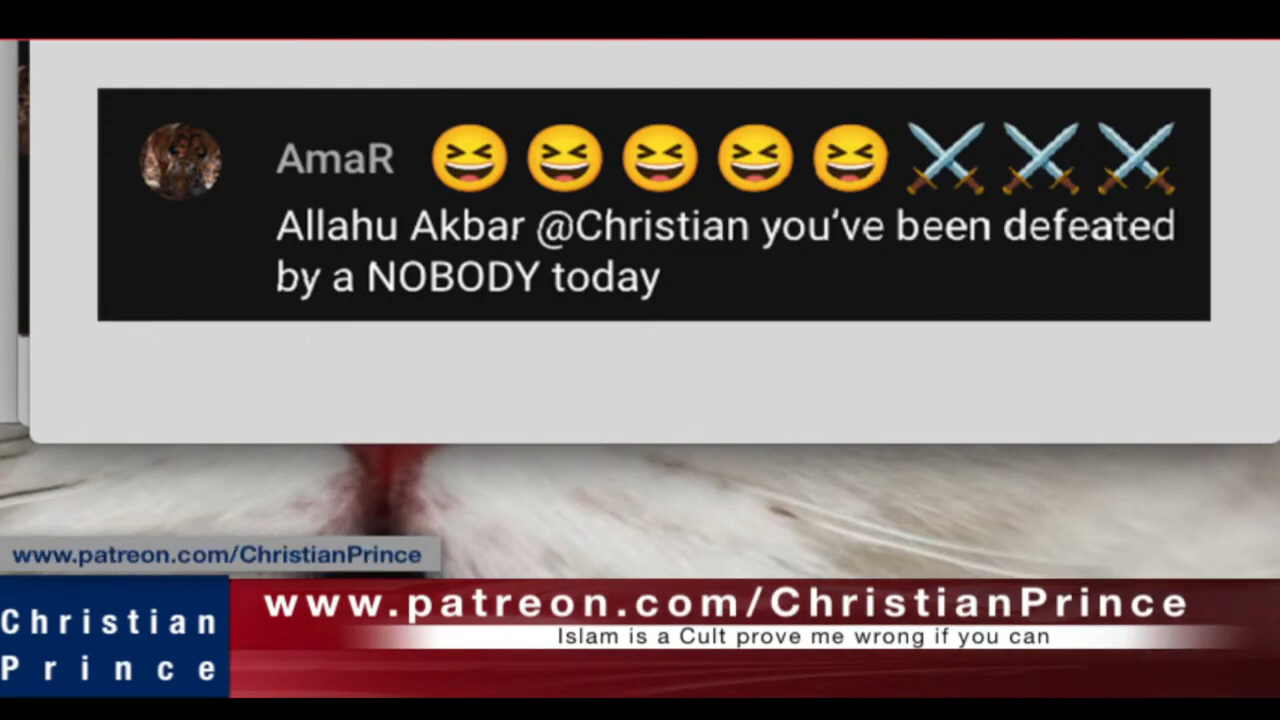 AmaR 😆😆😆😆😆⚔️⚔️⚔️
Allahu Akbar @Christian you’ve been defeated
by a NOBODY today
www.patreon.com/ChristianPrince
Christian
Prince
www.patreon.com/ChristianPrince
Islam is a Cult prove me wrong if you can